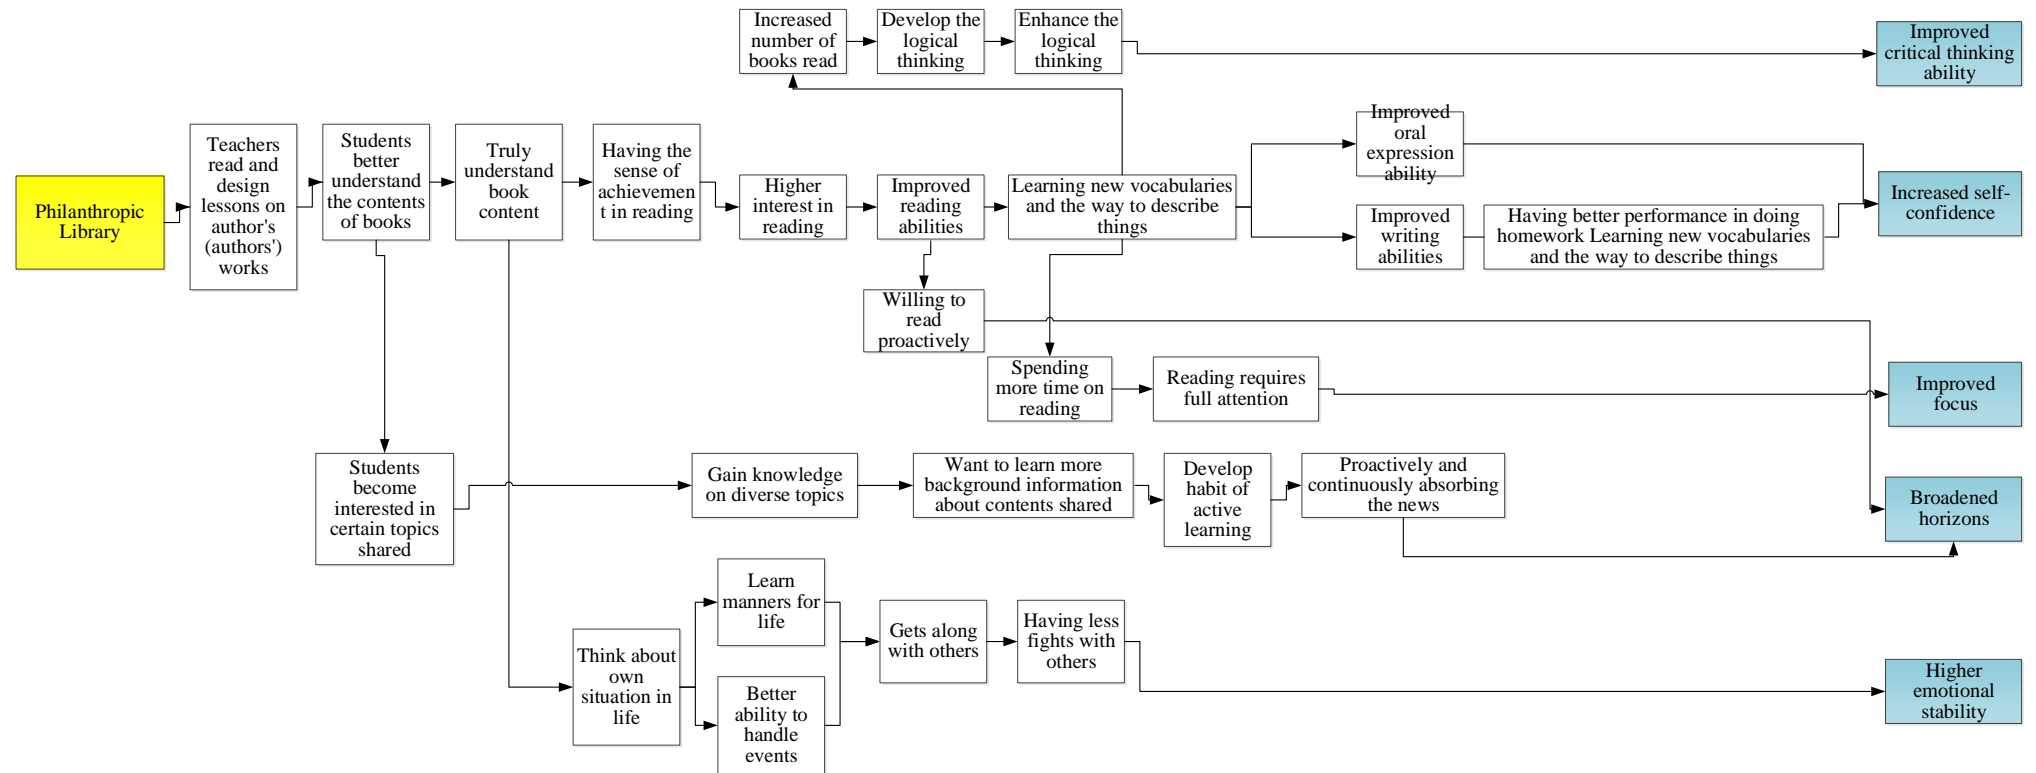 Increased
number of
books read
Develop the
logical
thinking
Enhance the
logical
thinking
Improved
critical thinking
ability
Philanthropic
Library
Teachers
read and
design
lessons on
author's
(authors')
works
Students
better
understand
the contents
of books
Truly
understand
book
content
Having the
sense of
achievemen
t in reading
Higher
interest in
reading
Improved
reading
abilities
Learning new vocabularies
and the way to describe
things
Improved
oral
expression
ability
Improved
writing
abilities
Having better performance in doing
homework Learning new vocabularies
and the way to describe things
Increased self-
confidence
Willing to
read
proactively
Spending
more time on
reading
Reading requires
full attention
Improved
focus
Students
become
interested in
certain topics
shared
Gain knowledge
on diverse topics
Want to learn more
background information
about contents shared
Develop
habit of
active
learning
Proactively and
continuously absorbing
the news
Broadened
horizons
Think about
own
situation in
life
Learn
manners for
life
Better
ability to
handle
events
Gets along
with others
Having less
fights with
others
Higher
emotional
stability